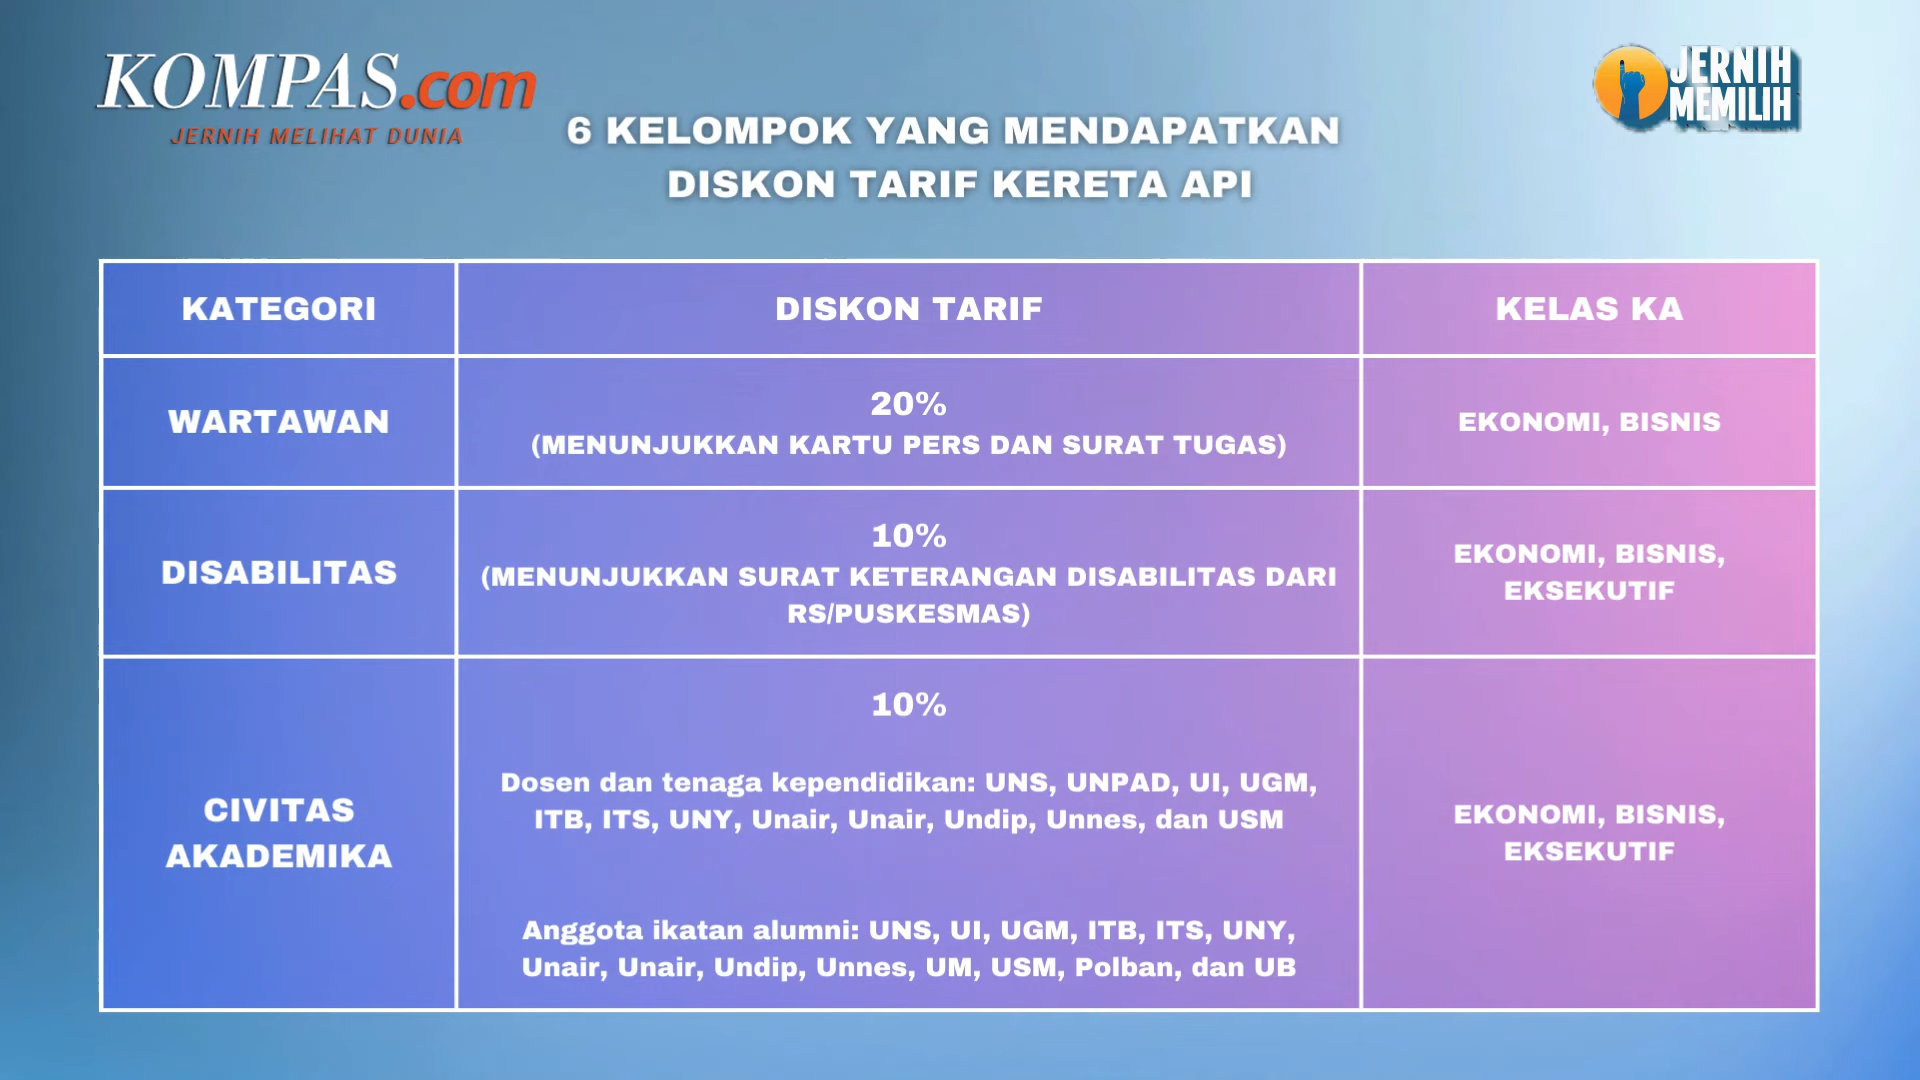 KOMPAS.com
JERNIH MELIHAT DUNIA
JERNIH
MEMILIH
6 KELOMPOK YANG MENDAPATKAN
DISKON TARIF KERETA API
KATEGORI
DISKON TARIF
KELAS KA
WARTAWAN
20%
(MENUNJUKKAN KARTU PERS DAN SURAT TUGAS)
EKONOMI, BISNIS
DISABILITAS
10%
(MENUNJUKKAN SURAT KETERANGAN DISABILITAS DARI
RS/PUSKESMAS)
EKONOMI, BISNIS,
EKSEKUTIF
CIVITAS
AKADEMIKA
10%
Dosen dan tenaga kependidikan: UNS, UNPAD, UI, UGM,
ITB, ITS, UNY, Unair, Unair, Undip, Unnes, dan USM
Anggota ikatan alumni: UNS, UI, UGM, ITB, ITS, UNY,
Unair, Unair, Undip, Unnes, UM, USM, Polban, dan UB
EKONOMI, BISNIS,
EKSEKUTIF